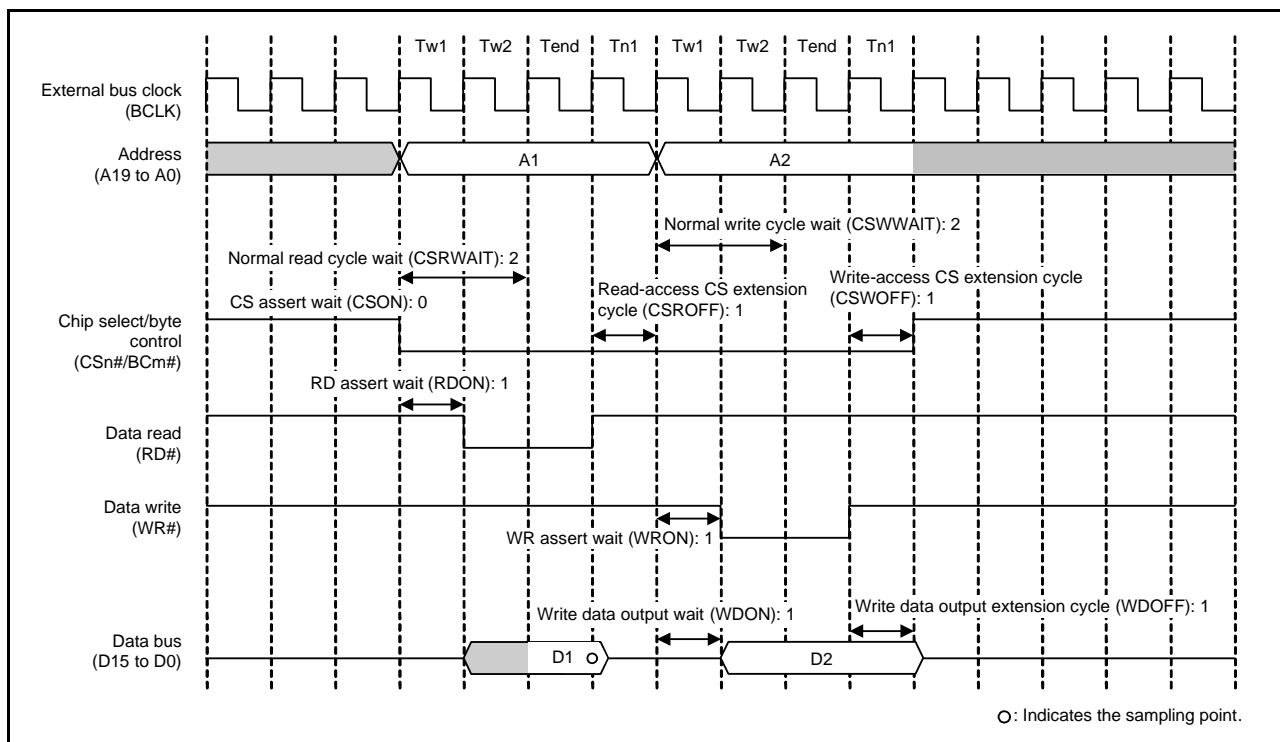 Tw1 Tw2 Tend Tn1 Tw1 Tw2 Tend Tn1
External bus clock
(BCLK)
Address
(A19 to A0)
A1 A2
Normal write cycle wait (CSWWAIT): 2
Normal read cycle wait (CSRWAIT): 2
Write-access CS extension cycle
(CSWOFF): 1
Read-access CS extension
cycle (CSROFF): 1
CS assert wait (CSON): 0
Chip select/byte
control
(CSn#/BCm#)
RD assert wait (RDON): 1
Data read
(RD#)
Data write
(WR#)
WR assert wait (WRON): 1
Write data output wait (WDON): 1
Write data output extension cycle (WDOFF): 1
Data bus
(D15 to D0)
D1 D2
: Indicates the sampling point.